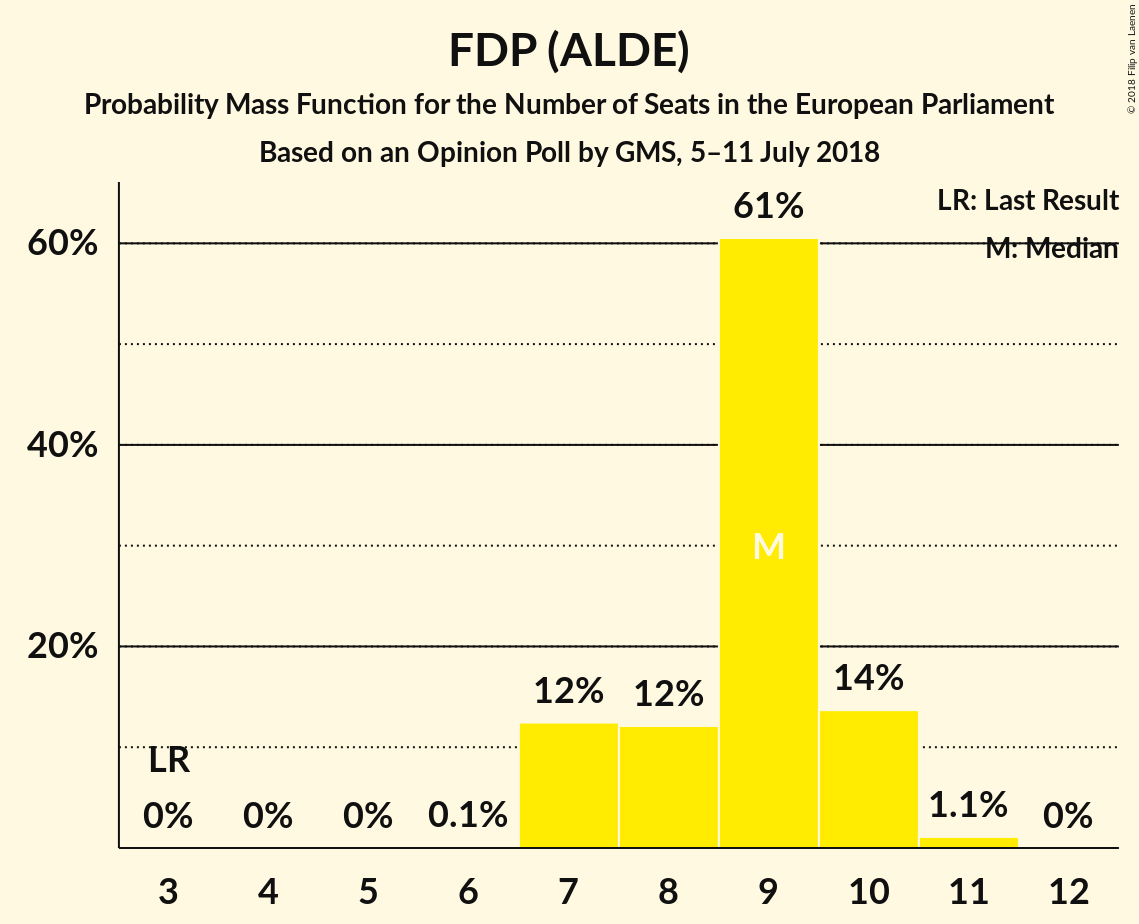 FDP (ALDE)
Probability Mass Function for the Number of Seats in the European Parliament
Based on an Opinion Poll by GMS, 5–11 July 2018
© 2018 Filip van Laenen
LR: Last Result
M: Median
61%
60%
40%
M
20%
14%
12%
12%
LR
1.1%
0%
0%
0%
0.1%
0%
3
4
5
6
7
8
9
10
11
12